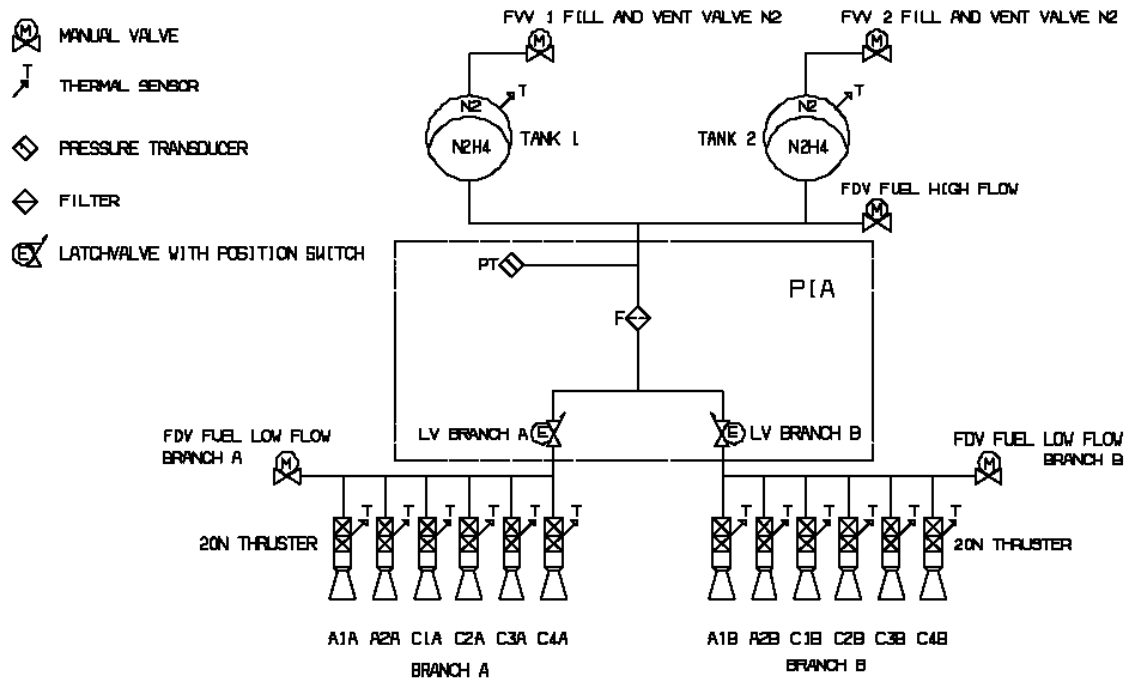 FVV 1 FILL AND VENT VALVE N2
FVV 2 FILL AND VENT VALVE N2
M
M
M
MANUAL VALVE
T
THERMAL SENSOR
T
T
N2
N2
TANK 1
TANK 2
N2H4
N2H4
PRESSURE TRANSDUCER
FDV FUEL HIGH FLOW
M
FILTER
E
LATCHVALVE WITH POSITION SWITCH
PT
PIA
F
LV BRANCH A
E
E
LV BRANCH B
FDV FUEL LOW FLOW
BRANCH A
M
FDV FUEL LOW FLOW
BRANCH B
M
T T T T T T
T T T T T T
20N THRUSTER
20N THRUSTER
A1A A2A C1A C2A C3A C4A
A1B A2B C1B C2B C3B C4B
BRANCH A
BRANCH B